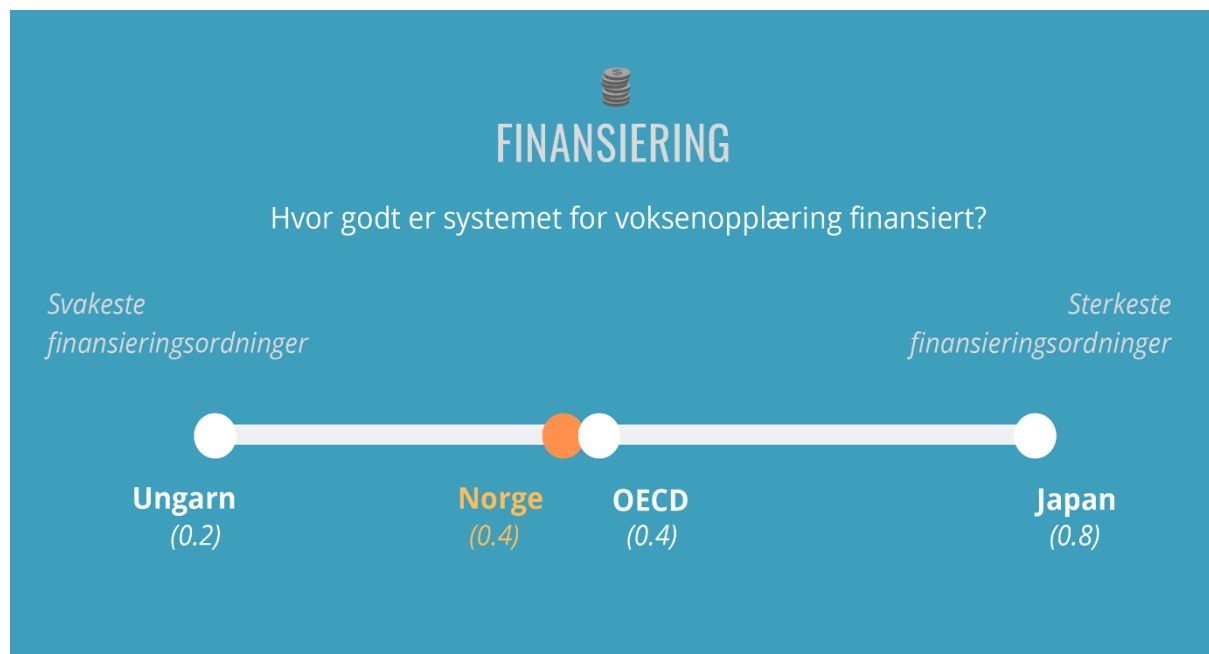 FINANSIERING
Hvor godt er systemet for voksenopplæring finansiert?
Svakeste
finansieringsordninger
Sterkeste
finansieringsordninger
Ungarn
(0.2)
Norge
(0.4)
OECD
(0.4)
Japan
(0.8)